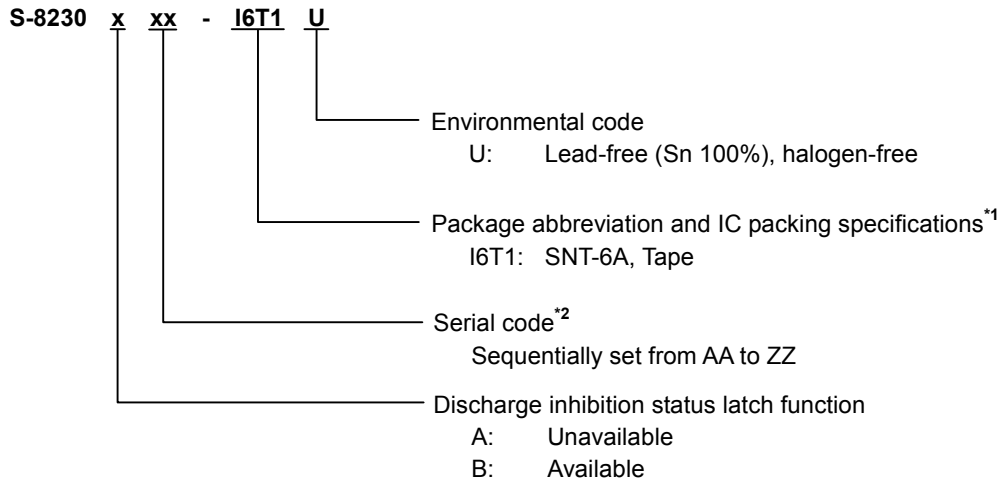 S-8230 x xx - I6T1 U
Environmental code
U: Lead-free (Sn 100%), halogen-free
Package abbreviation and IC packing specifications*1
I6T1: SNT-6A, Tape
Serial code*2
Sequentially set from AA to ZZ
Discharge inhibition status latch function
A: Unavailable
B: Available